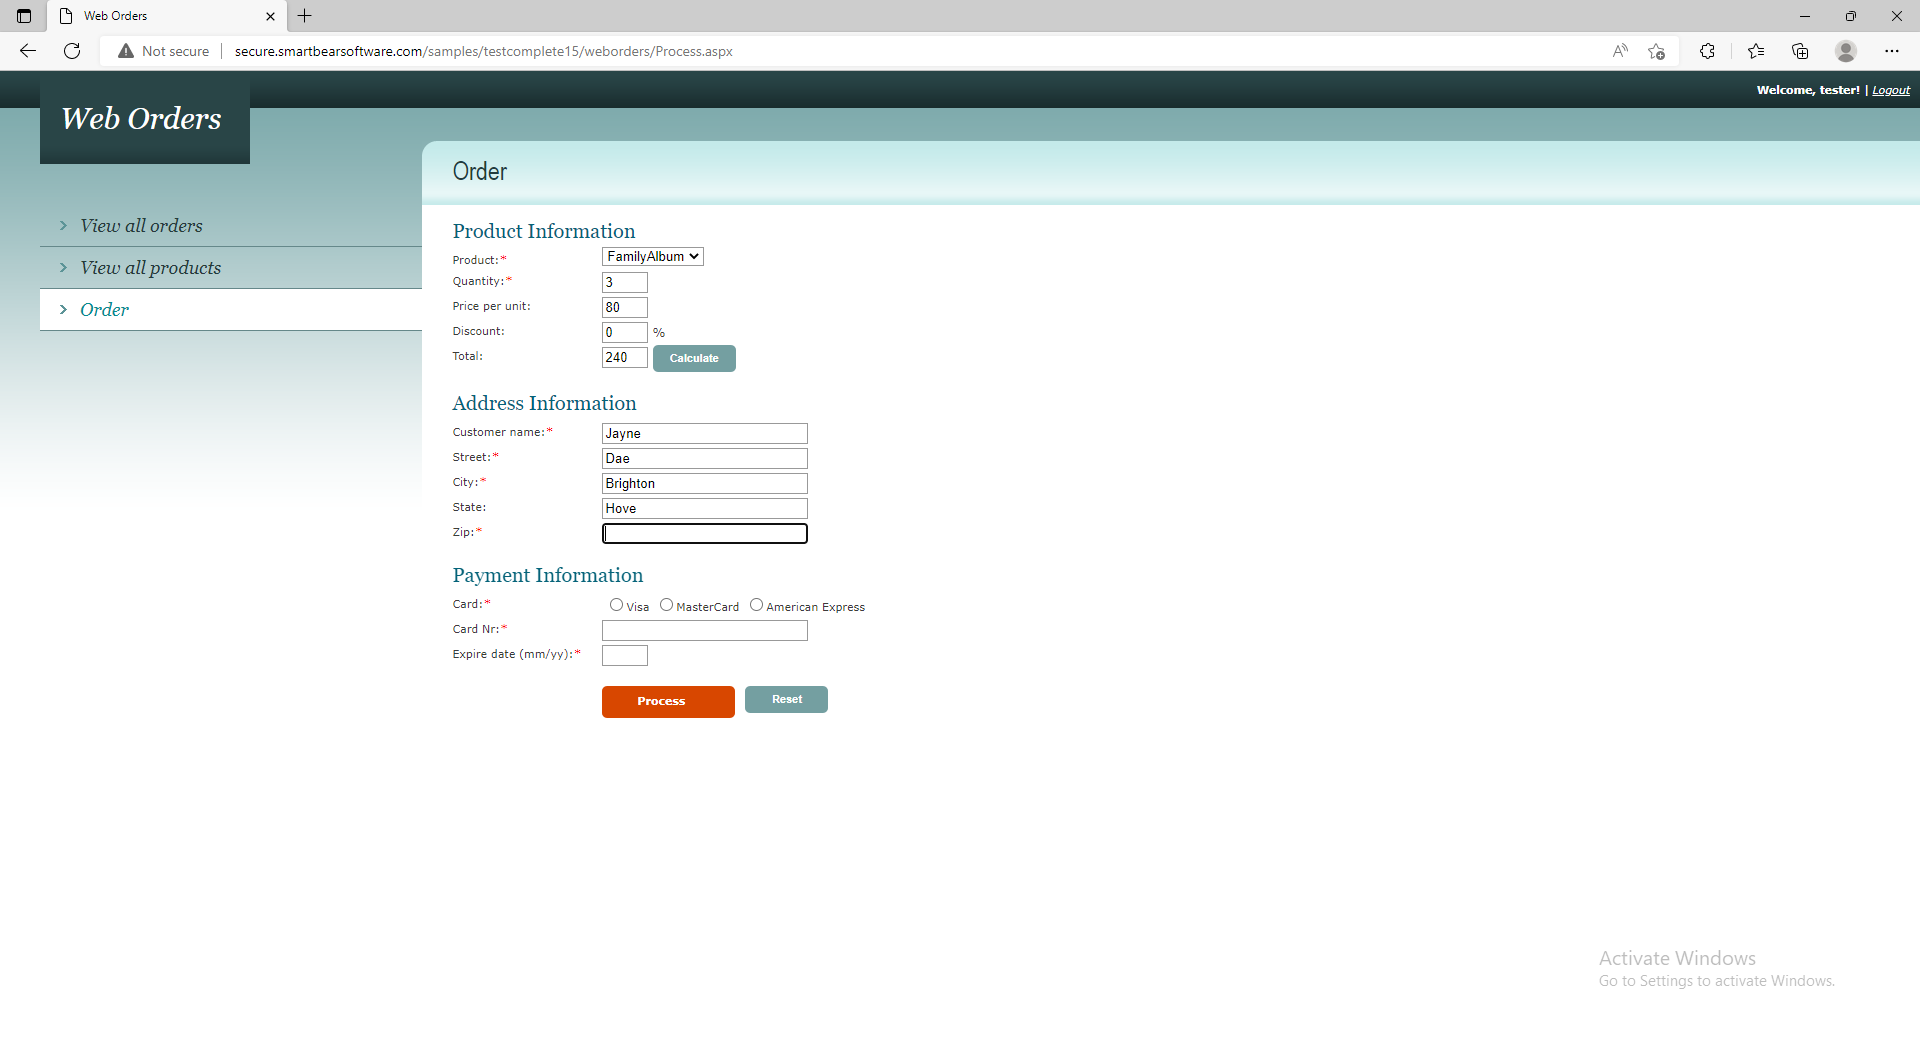 Web Orders
Not secure
secure.smartbearsoftware.com/samples/testcomplete15/weborders/Process.aspx
Welcome, tester! | Logout
Web Orders
Order
View all orders
View all products
Order
Product Information
Product:* FamilyAlbum
Quantity:* 3
Price per unit: 80
Discount: 0 %
Total: 240 Calculate
Address Information
Customer name:* Jayne
Street:* Dae
City:* Brighton
State: Hove
Zip:*
Payment Information
Card:* Visa MasterCard American Express
Card Nr:*
Expire date (mm/yy):*
Process Reset
Activate Windows
Go to Settings to activate Windows.